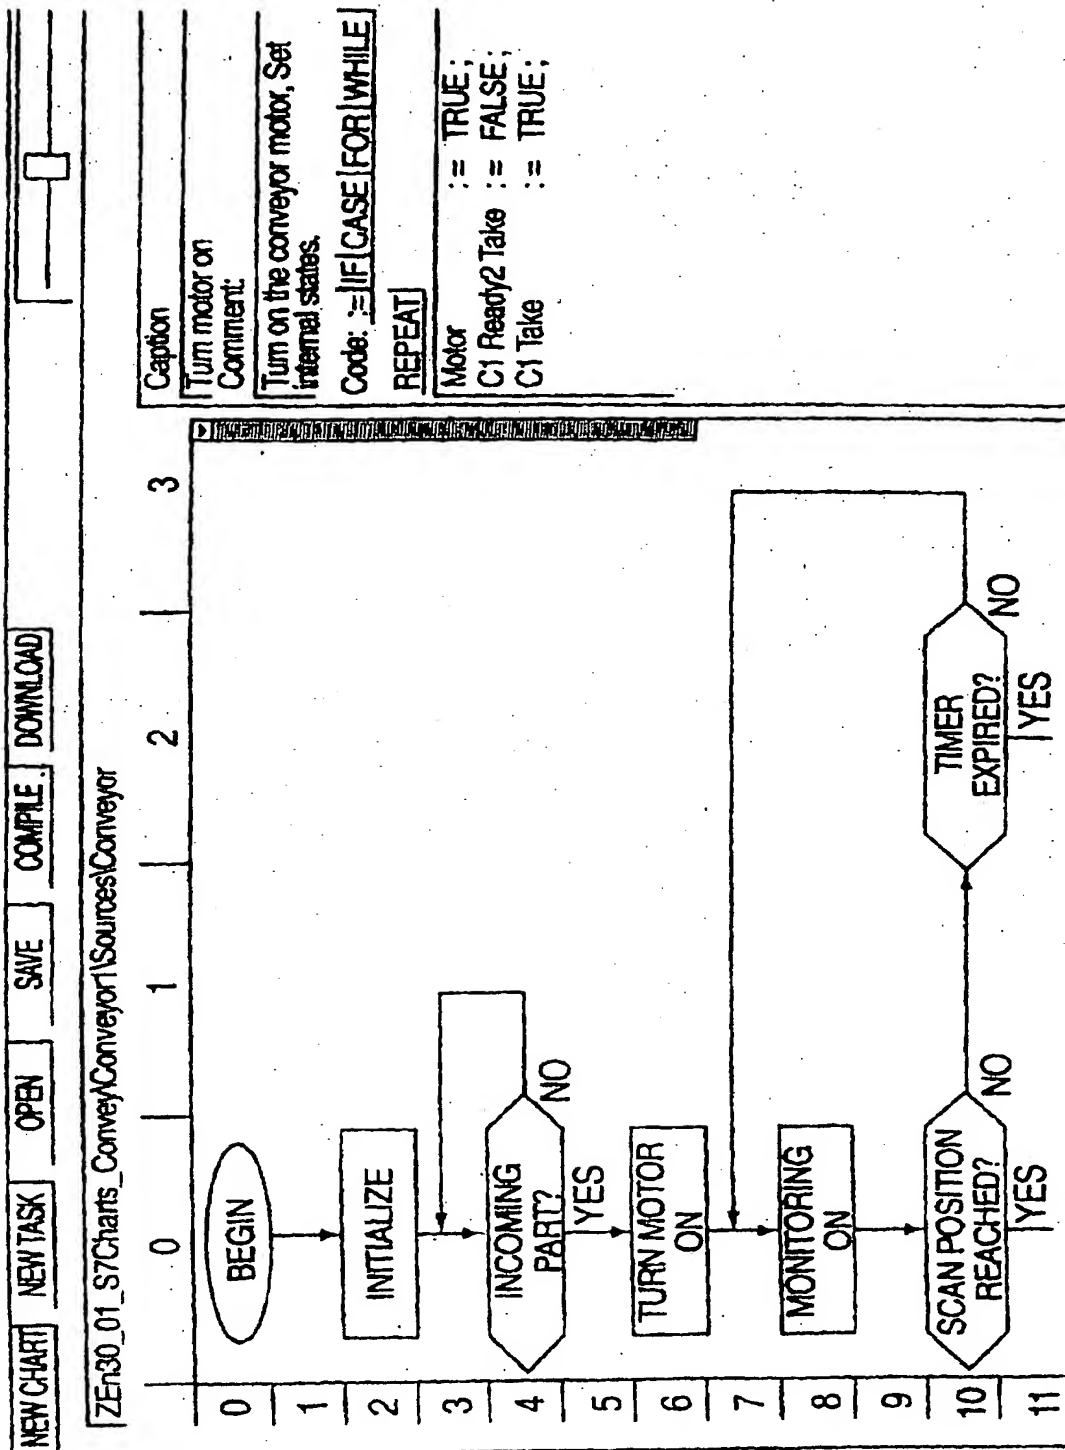 NEW CHART NEW TASK OPEN SAVE COMPILE DOWNLOAD
ZEn30_01_S7Charts_Convey\Conveyor1\Sources\Conveyor
0 1 2 3
0
1
2
3
4
5
6
7
8
9
10
11
BEGIN
INITIALIZE
INCOMING
PART?
NO
YES
TURN MOTOR
ON
MONITORING
ON
SCAN POSITION
REACHED?
NO
YES
TIMER
EXPIRED?
NO
YES
Caption
Turn motor on
Comment:
Turn on the conveyor motor, Set
internal states.
Code: :=|IF|CASE|FOR|WHILE|
REPEAT|
Motor := TRUE;
C1 Ready2 Take := FALSE;
C1 Take := TRUE;